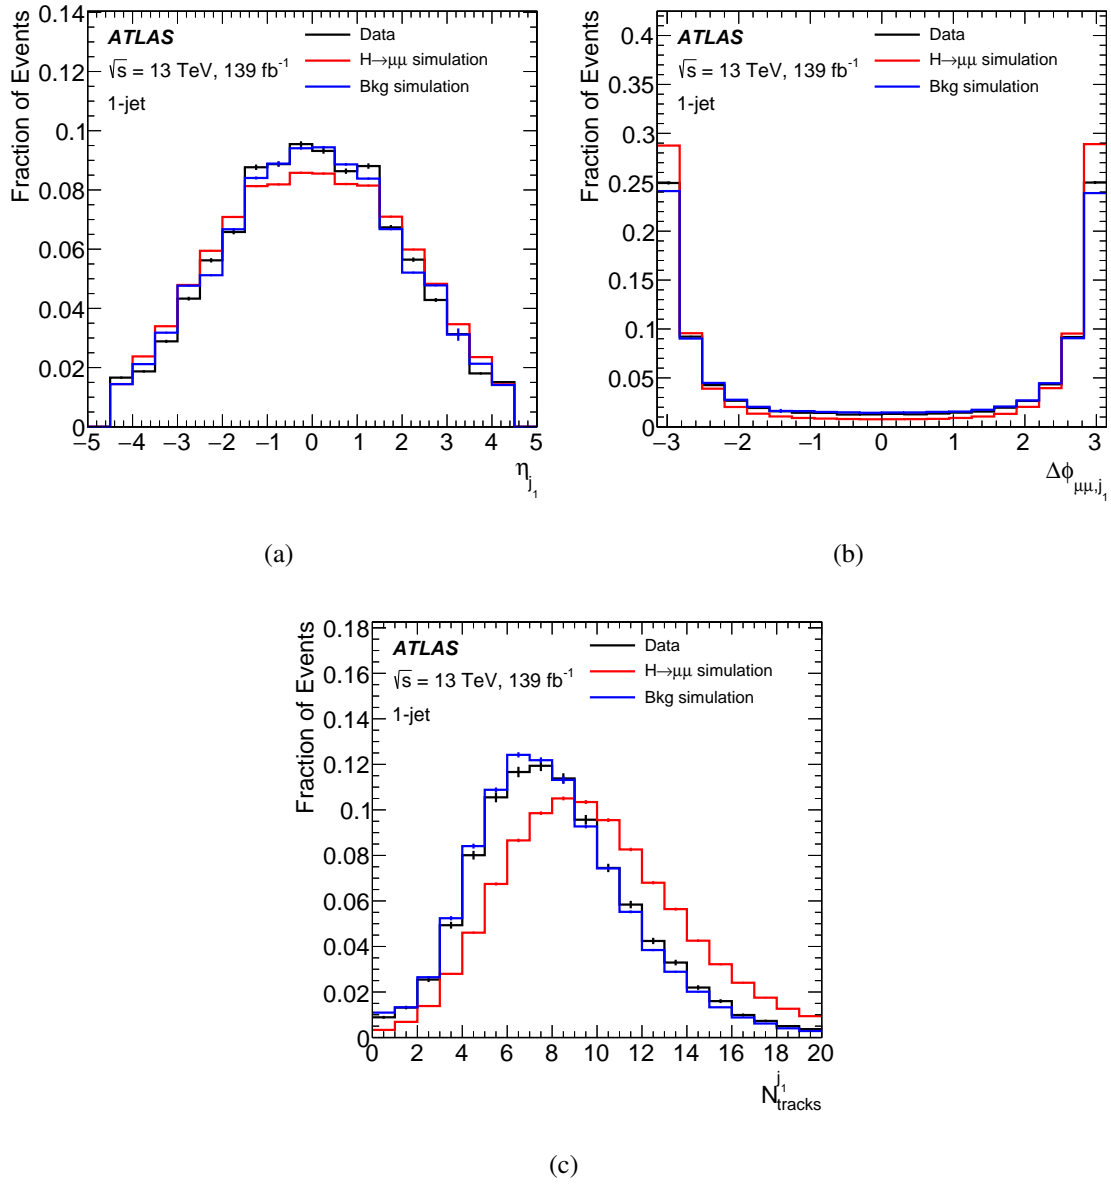 Fraction of Events
0.14
0.12
0.1
0.08
0.06
0.04
0.02
0
ATLAS
√s = 13 TeV, 139 fb⁻¹
1-jet
Data
H→μμ simulation
Bkg simulation
−5 −4 −3 −2 −1 0 1 2 3 4 5
η_j₁
(a)
Fraction of Events
0.4
0.35
0.3
0.25
0.2
0.15
0.1
0.05
0
ATLAS
√s = 13 TeV, 139 fb⁻¹
1-jet
Data
H→μμ simulation
Bkg simulation
−3 −2 −1 0 1 2 3
Δϕ_μμ,j₁
(b)
Fraction of Events
0.18
0.16
0.14
0.12
0.1
0.08
0.06
0.04
0.02
0
ATLAS
√s = 13 TeV, 139 fb⁻¹
1-jet
Data
H→μμ simulation
Bkg simulation
0 2 4 6 8 10 12 14 16 18 20
N^j₁_tracks
(c)